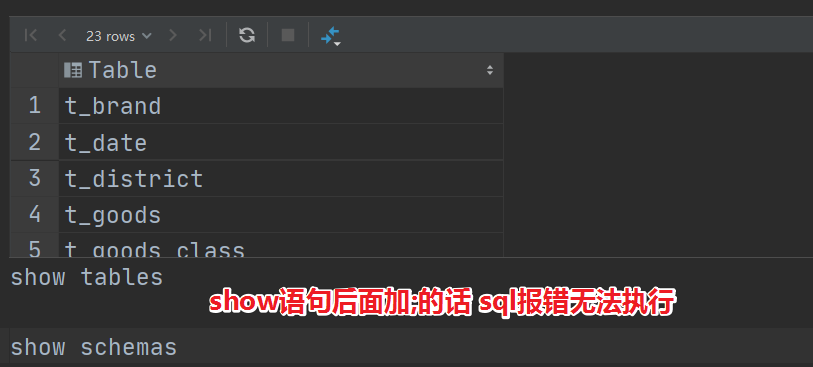 23 rows
Table
1 t_brand
2 t_date
3 t_district
4 t_goods
5 t_goods_class
show tables
show语句后面加;的话 sql报错无法执行
show schemas